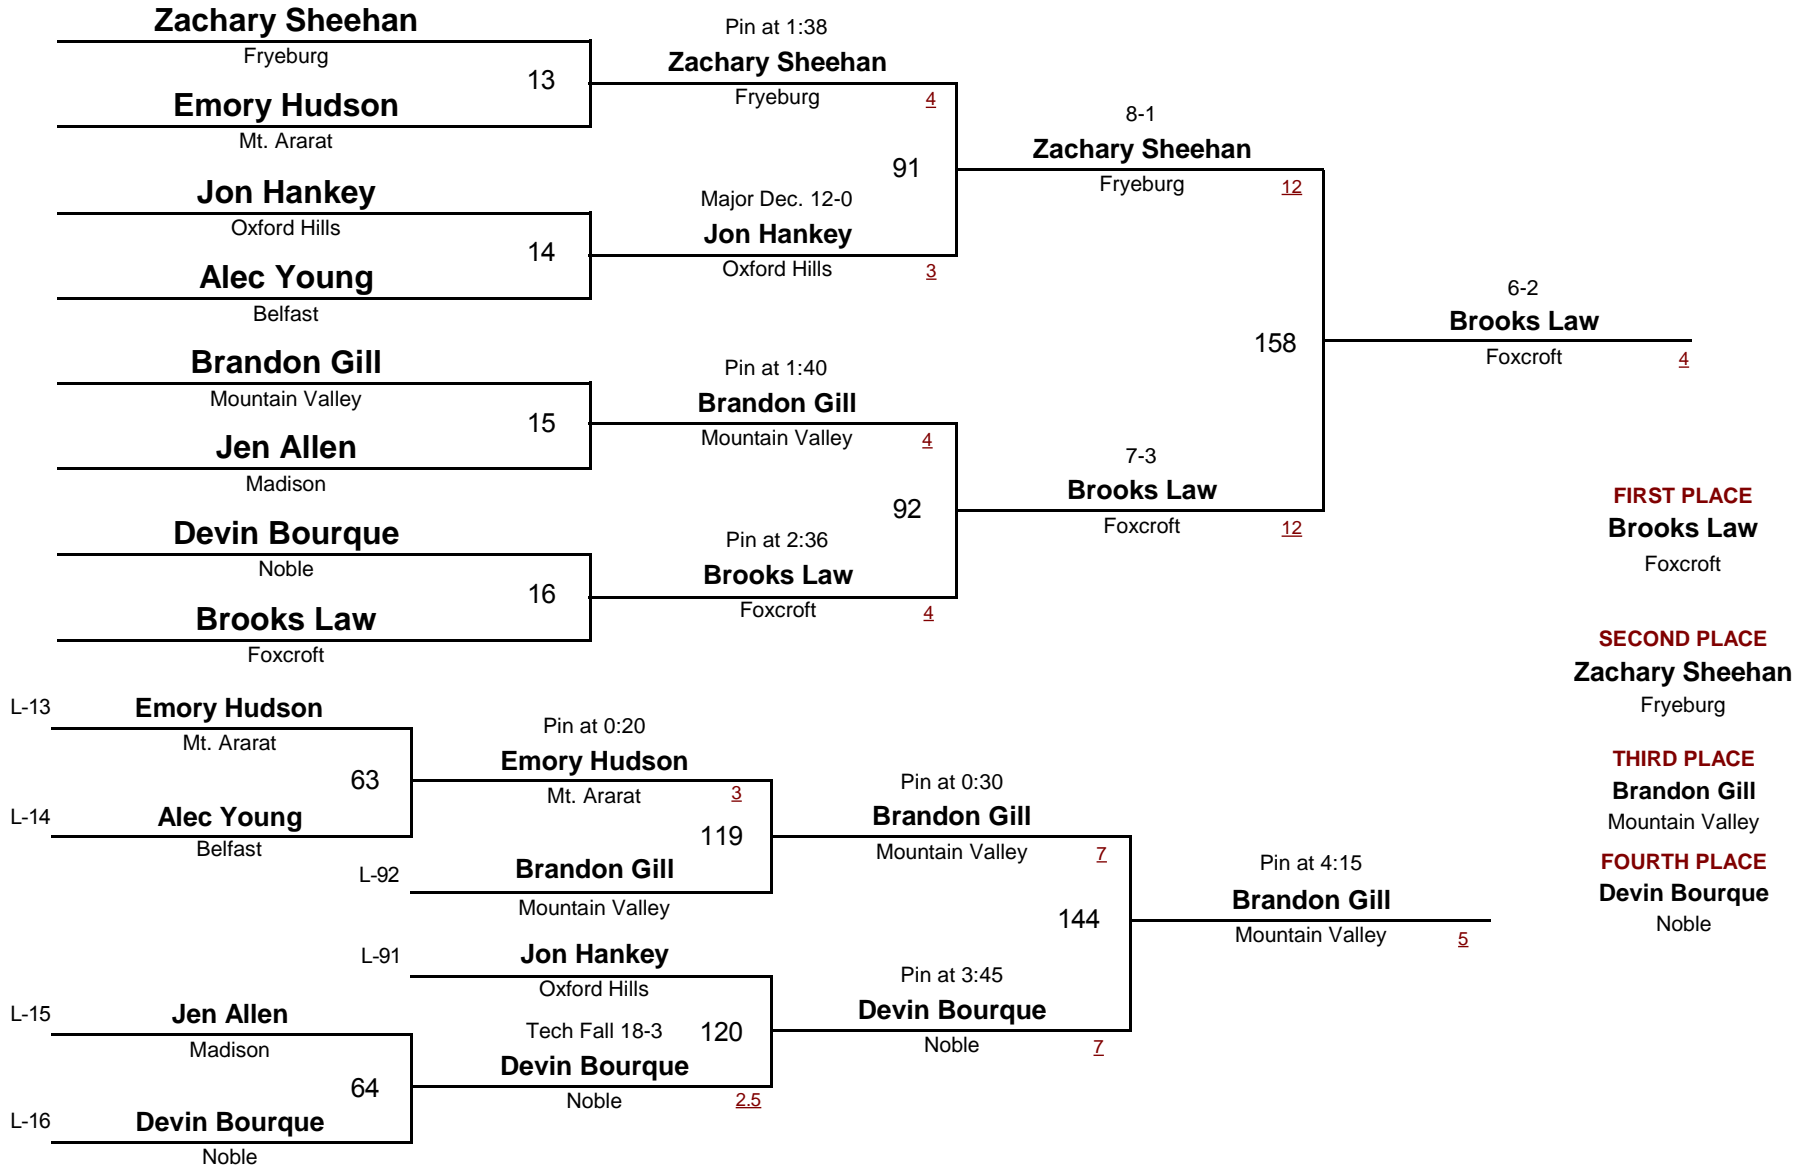 Zachary Sheehan
Fryeburg
13
Emory Hudson
Mt. Ararat
Jon Hankey
Oxford Hills
14
Alec Young
Belfast
Brandon Gill
Mountain Valley
15
Jen Allen
Madison
Devin Bourque
Noble
16
Brooks Law
Foxcroft
Pin at 1:38
Zachary Sheehan
Fryeburg 4
91
Major Dec. 12-0
Jon Hankey
Oxford Hills 3
Pin at 1:40
Brandon Gill
Mountain Valley 4
92
Pin at 2:36
Brooks Law
Foxcroft 4
8-1
Zachary Sheehan
Fryeburg 12
158
7-3
Brooks Law
Foxcroft 12
6-2
Brooks Law
Foxcroft 4
FIRST PLACE
Brooks Law
Foxcroft
SECOND PLACE
Zachary Sheehan
Fryeburg
THIRD PLACE
Brandon Gill
Mountain Valley
FOURTH PLACE
Devin Bourque
Noble
L-13 Emory Hudson
Mt. Ararat
63
L-14 Alec Young
Belfast
Pin at 0:20
Emory Hudson
Mt. Ararat 3
119
L-92 Brandon Gill
Mountain Valley
L-91 Jon Hankey
Oxford Hills
L-15 Jen Allen
Madison
64
L-16 Devin Bourque
Noble
Tech Fall 18-3 120
Devin Bourque
Noble 2.5
Pin at 0:30
Brandon Gill
Mountain Valley 7
144
Pin at 3:45
Devin Bourque
Noble 7
Pin at 4:15
Brandon Gill
Mountain Valley 5